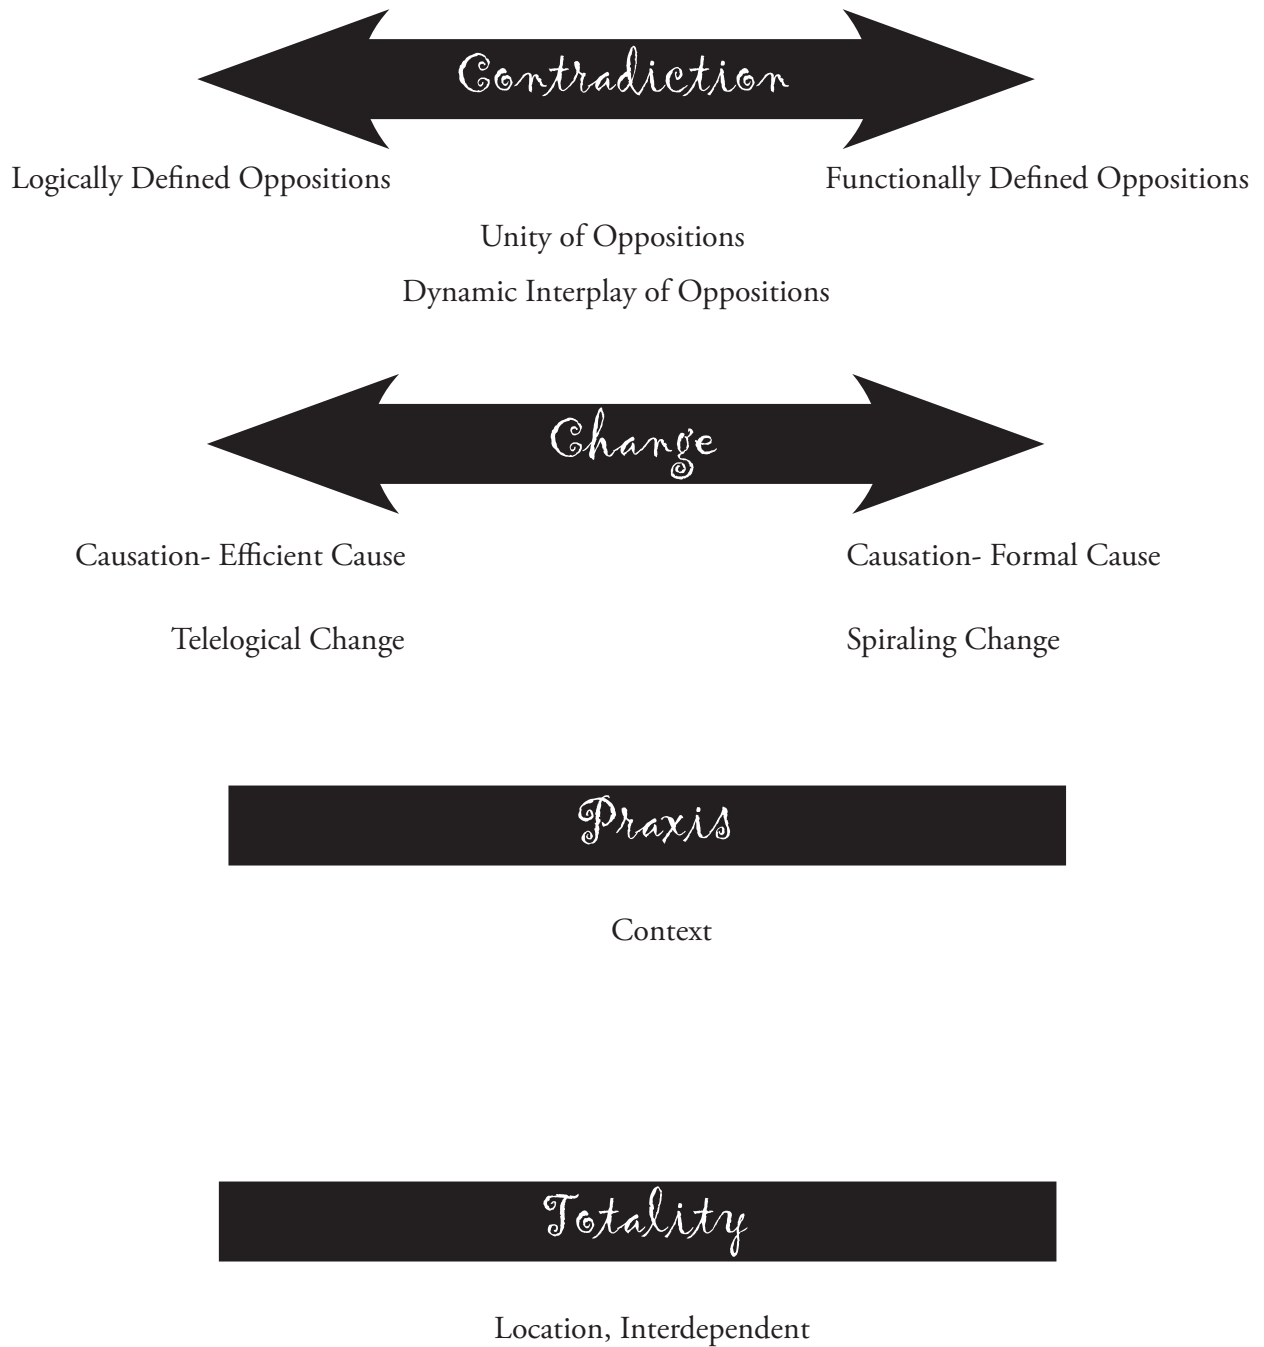 Contradiction
Logically Defined Oppositions
Functionally Defined Oppositions
Unity of Oppositions
Dynamic Interplay of Oppositions
Change
Causation- Efficient Cause
Causation- Formal Cause
Telelogical Change
Spiraling Change
Praxis
Context
Totality
Location, Interdependent